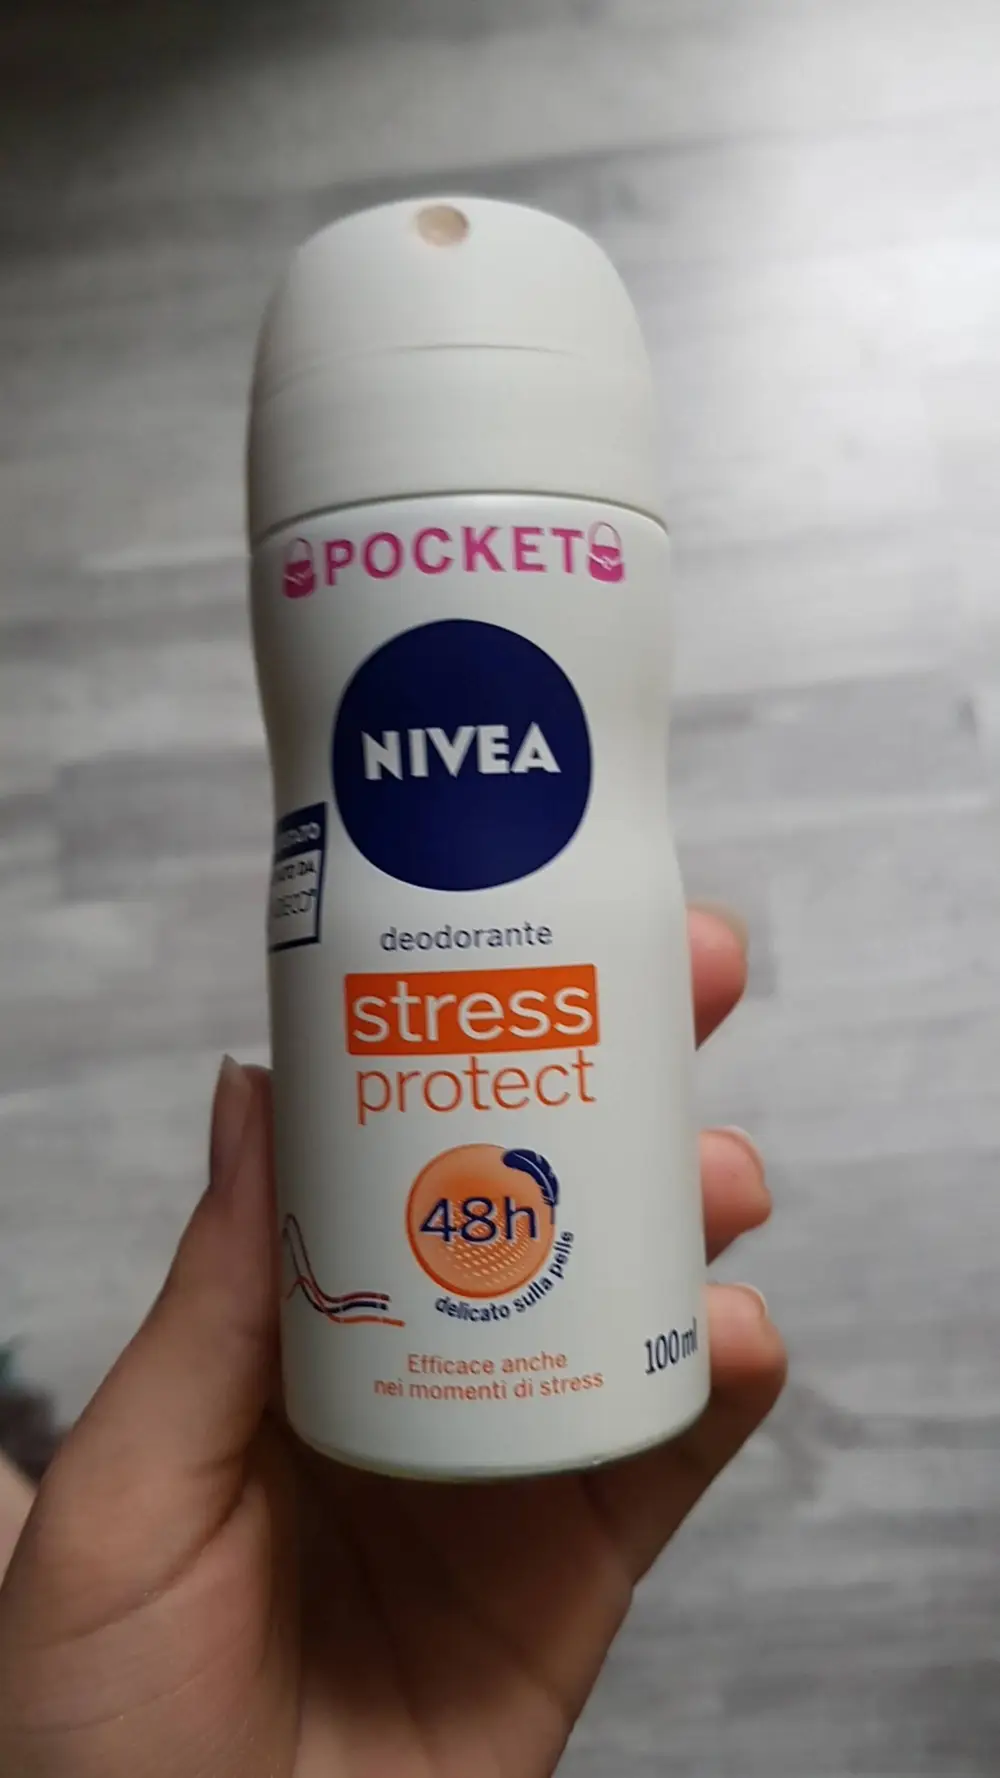 POCKET
NIVEA
deodorante
stress
protect
48h
delicato sulla pelle
Efficace anche
nei momenti di stress
100ml